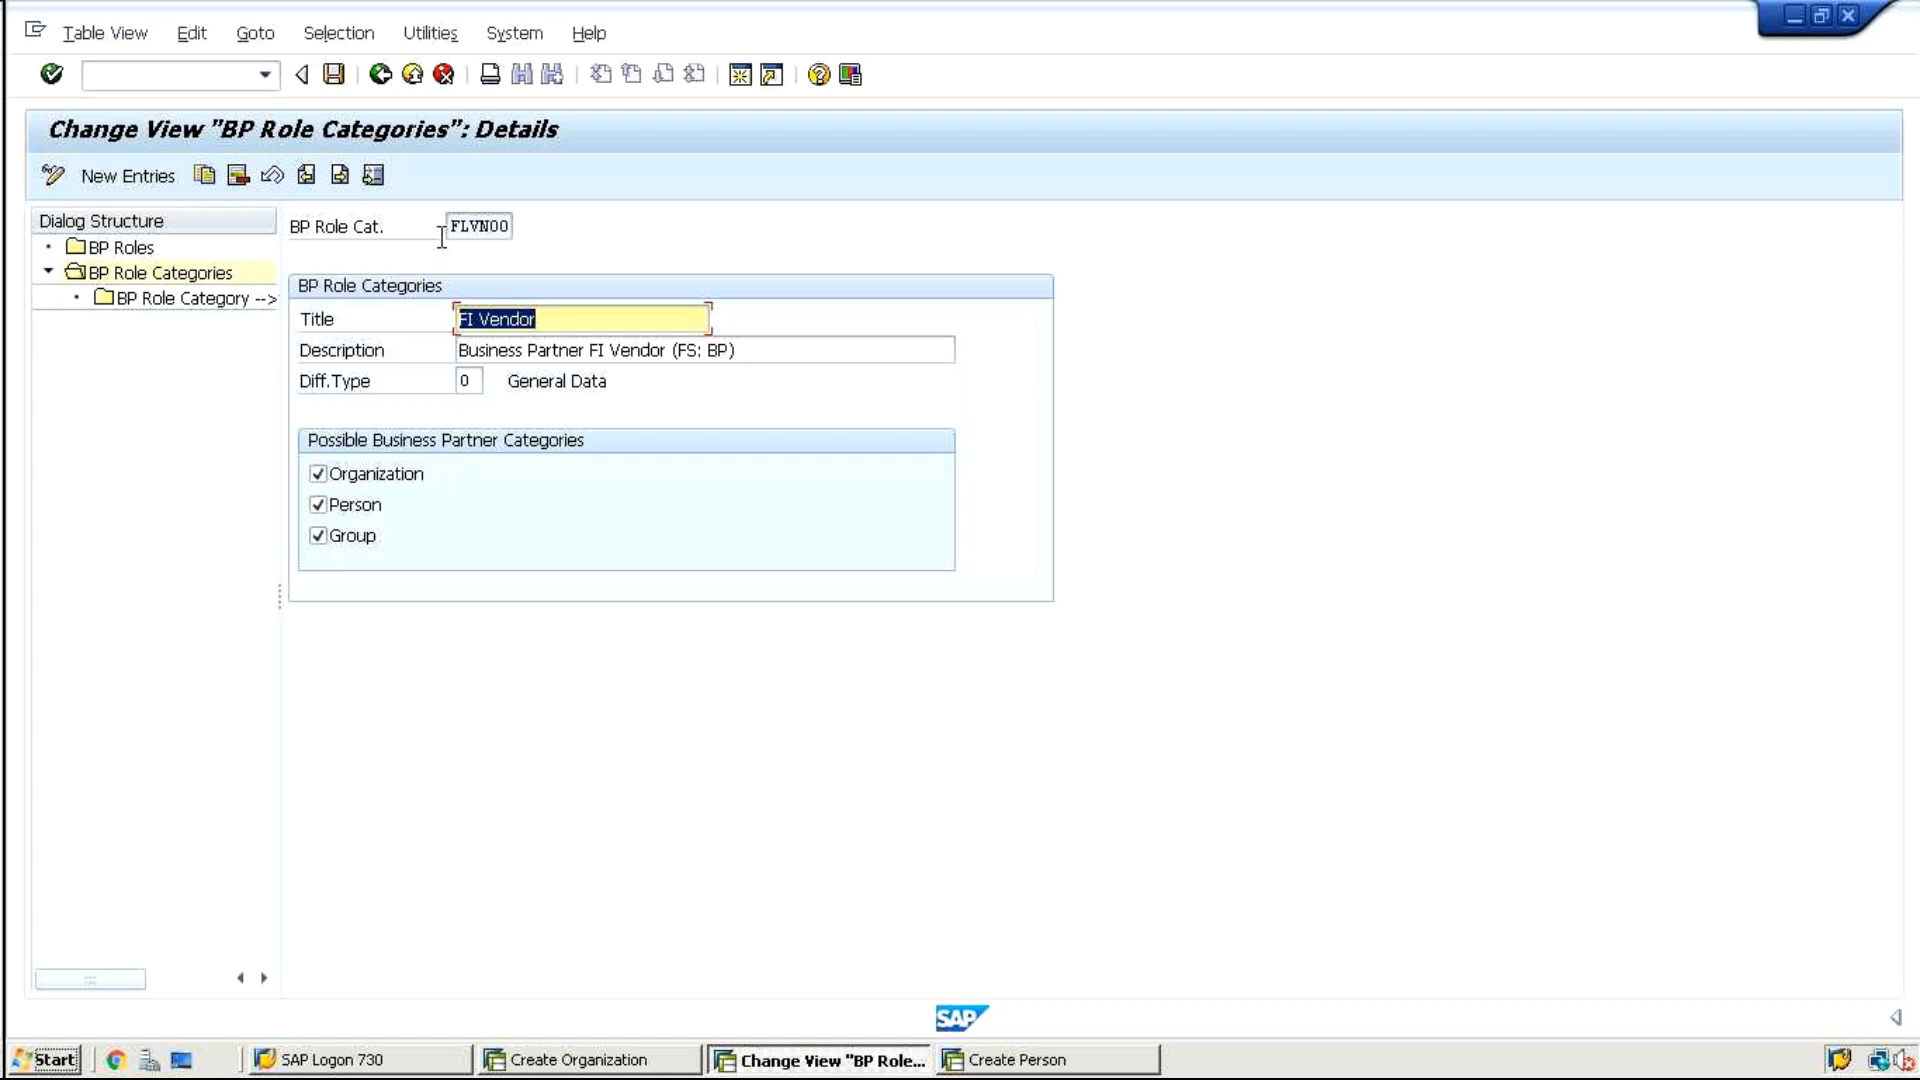 Table View Edit Goto Selection Utilities System Help
Change View "BP Role Categories": Details
New Entries
Dialog Structure
BP Roles
BP Role Categories
BP Role Category -->
BP Role Cat. FLVN00
BP Role Categories
Title FI Vendor
Description Business Partner FI Vendor (FS: BP)
Diff.Type 0 General Data
Possible Business Partner Categories
Organization
Person
Group
SAP
Start SAP Logon 730 Create Organization Change View "BP Role... Create Person